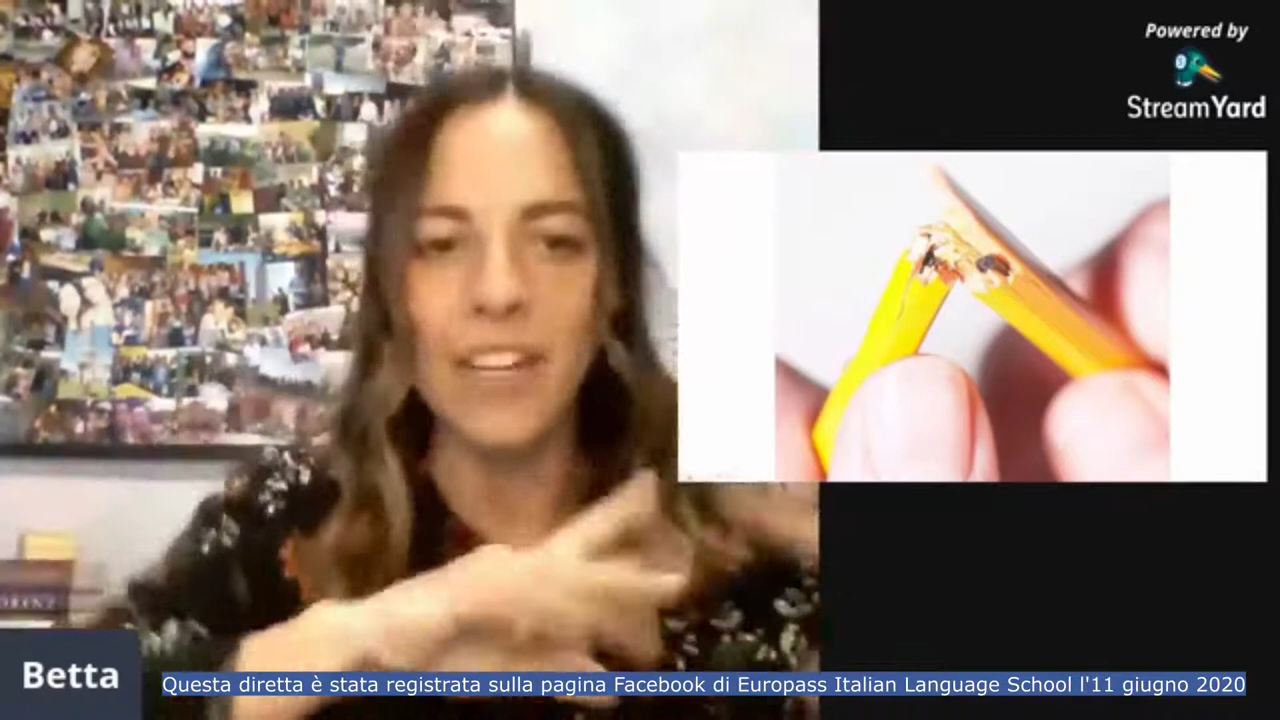 Powered by
StreamYard
Betta
Questa diretta è stata registrata sulla pagina Facebook di Europass Italian Language School l'11 giugno 2020